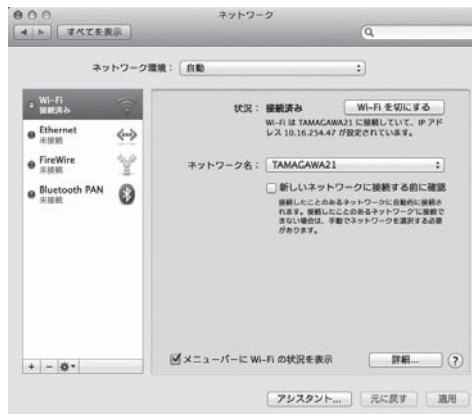 ネットワーク
すべてを表示
ネットワーク環境： 自動
Wi-Fi
接続済み
Ethernet
未接続
FireWire
未接続
Bluetooth PAN
未接続
状況： 接続済み
Wi-Fi を切にする
Wi-Fi は TAMAGAWA21 に接続していて、IP アド
レス 10.16.254.47 が設定されています。
ネットワーク名： TAMAGAWA21
新しいネットワークに接続する前に確認
接続したことのあるネットワークに自動的に接続さ
れます。接続したことのあるネットワークに接続で
きない場合は、手動でネットワークを選択する必要
があります。
メニューバーに Wi-Fi の状況を表示
詳細...
?
+ -
アシスタント...
元に戻す
適用